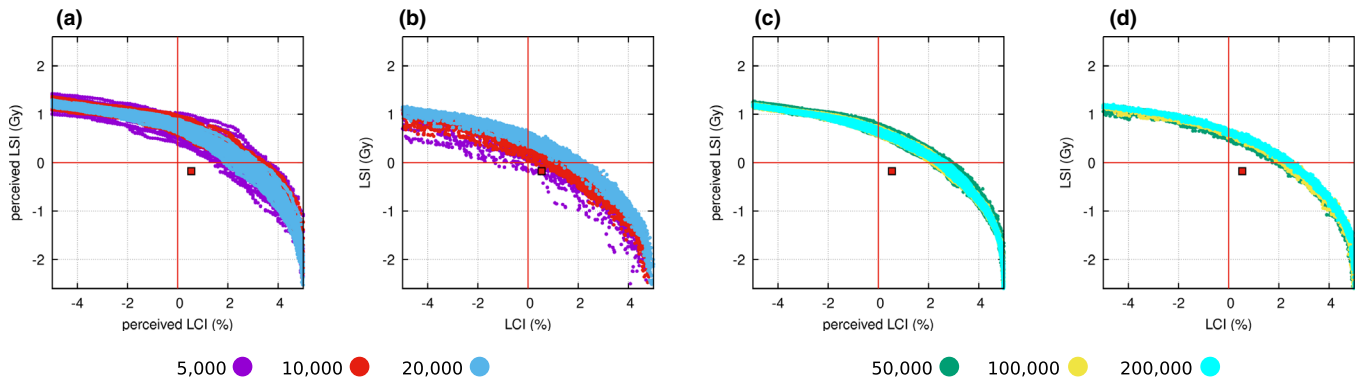 (a) (b) (c) (d)
2 2 2 2
1 1 1 1
0 0 0 0
-1 -1 -1 -1
-2 -2 -2 -2
perceived LSI (Gy) LSI (Gy) perceived LSI (Gy) LSI (Gy)
-4 -2 0 2 4 -4 -2 0 2 4 -4 -2 0 2 4 -4 -2 0 2 4
perceived LCI (%) LCI (%) perceived LCI (%) LCI (%)
5,000 10,000 20,000 50,000 100,000 200,000